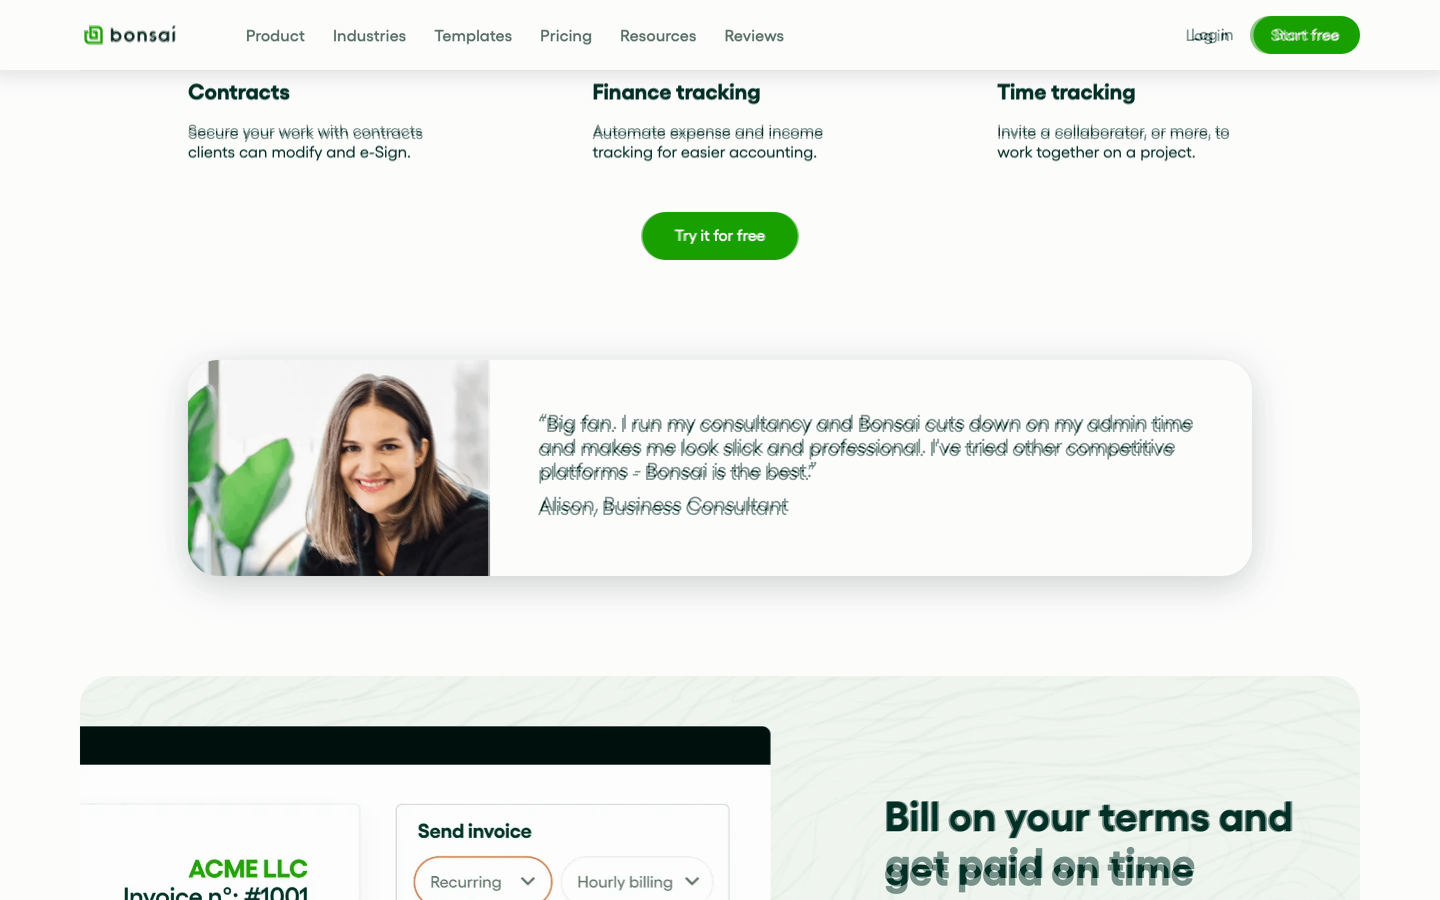 bonsai
Product Industries Templates Pricing Resources Reviews
Log in
Start free
Contracts
Secure your work with contracts
clients can modify and e-Sign.
Finance tracking
Automate expense and income
tracking for easier accounting.
Time tracking
Invite a collaborator, or more, to
work together on a project.
Try it for free
“Big fan. I run my consultancy and Bonsai cuts down on my admin time
and makes me look slick and professional. I’ve tried other competitive
platforms - Bonsai is the best.”
Alison, Business Consultant
ACME LLC
Invoice n°: #1001
Send invoice
Recurring
Hourly billing
Bill on your terms and
get paid on time